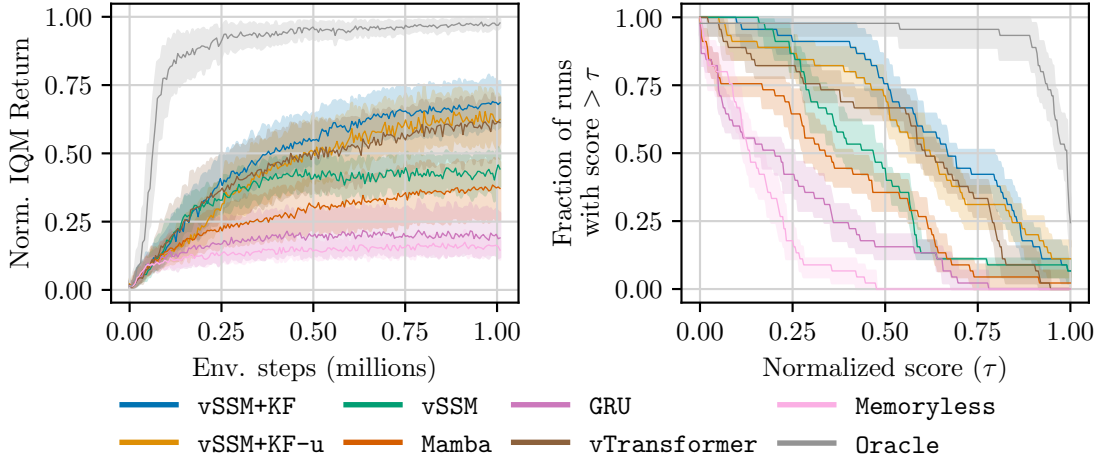 Norm. IQM Return
1.00
0.75
0.50
0.25
0.00
0.00 0.25 0.50 0.75 1.00
Env. steps (millions)
Fraction of runs
with score > τ
1.00
0.75
0.50
0.25
0.00
0.00 0.25 0.50 0.75 1.00
Normalized score (τ)
vSSM+KF vSSM GRU Memoryless
vSSM+KF-u Mamba vTransformer Oracle